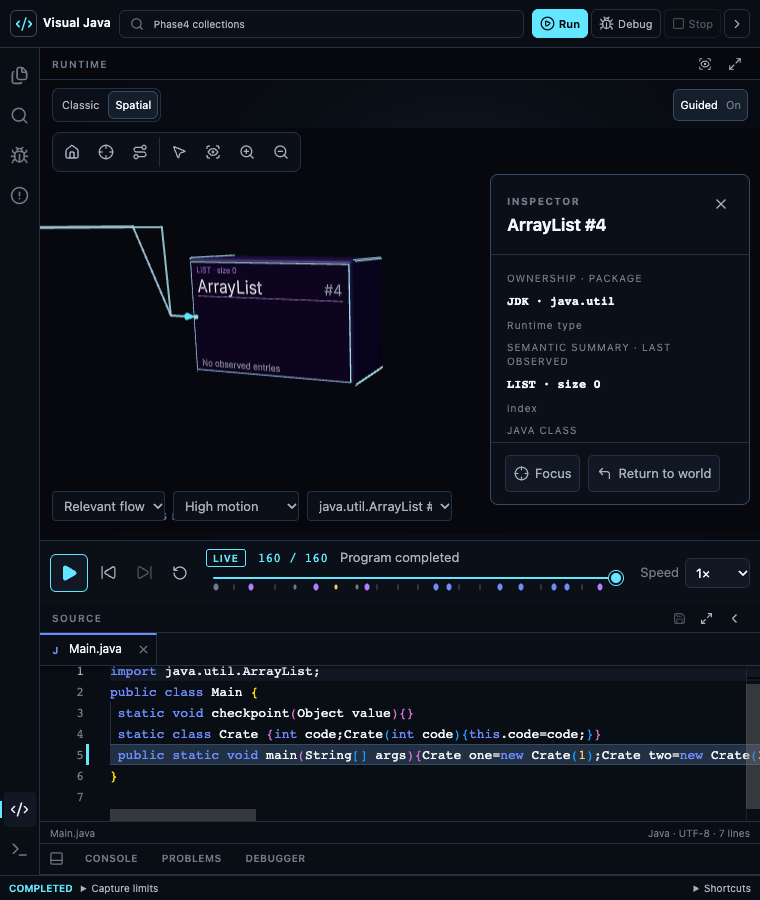 Visual Java
Phase4 collections
Run
Debug
Stop
RUNTIME
Classic
Spatial
Guided On
INSPECTOR
ArrayList #4
OWNERSHIP · PACKAGE
JDK · java.util
Runtime type
SEMANTIC SUMMARY · LAST
OBSERVED
LIST · size 0
Index
JAVA CLASS
Focus
Return to world
LIST · size 0
ArrayList #4
No observed entries
Relevant flow
High motion
java.util.ArrayList #
LIVE 160 / 160 Program completed
Speed 1×
SOURCE
J Main.java
1 import java.util.ArrayList;
2 public class Main {
3 static void checkpoint(Object value){}
4 static class Crate {int code;Crate(int code){this.code=code;}}
5 public static void main(String[] args){Crate one=new Crate(1);Crate two=new Crate(
6 }
7
Main.java
Java · UTF-8 · 7 lines
CONSOLE PROBLEMS DEBUGGER
COMPLETED Capture limits
Shortcuts